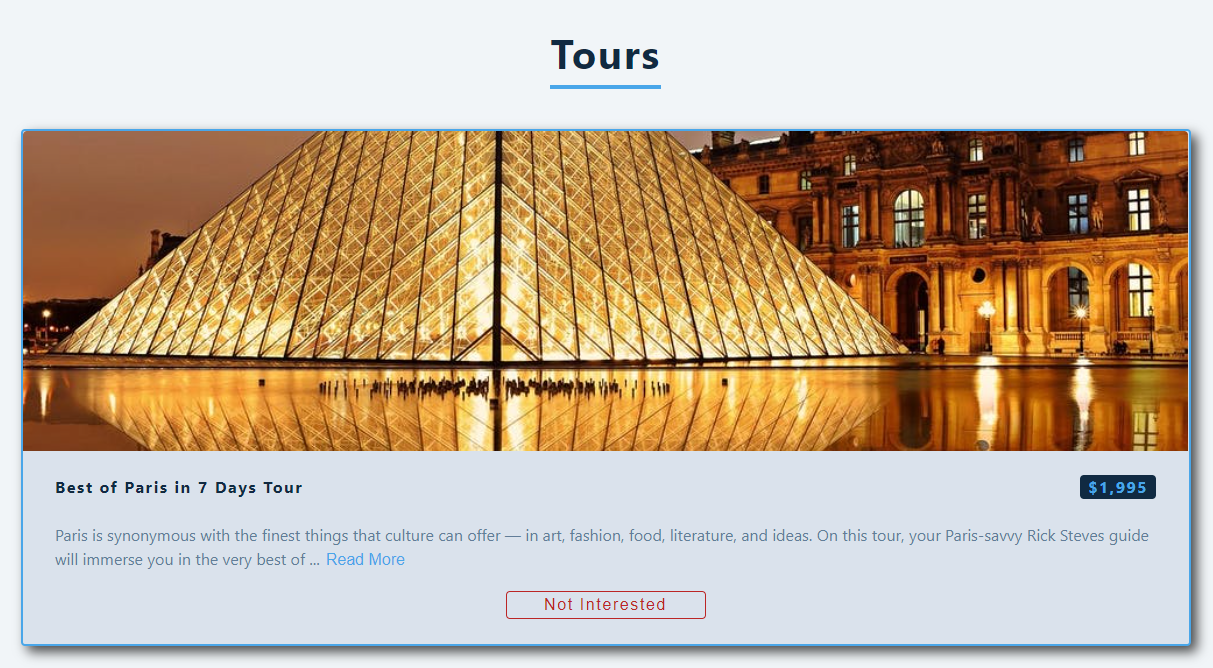 Tours
Best of Paris in 7 Days Tour
$1,995
Paris is synonymous with the finest things that culture can offer — in art, fashion, food, literature, and ideas. On this tour, your Paris-savvy Rick Steves guide
will immerse you in the very best of ... Read More
Not Interested